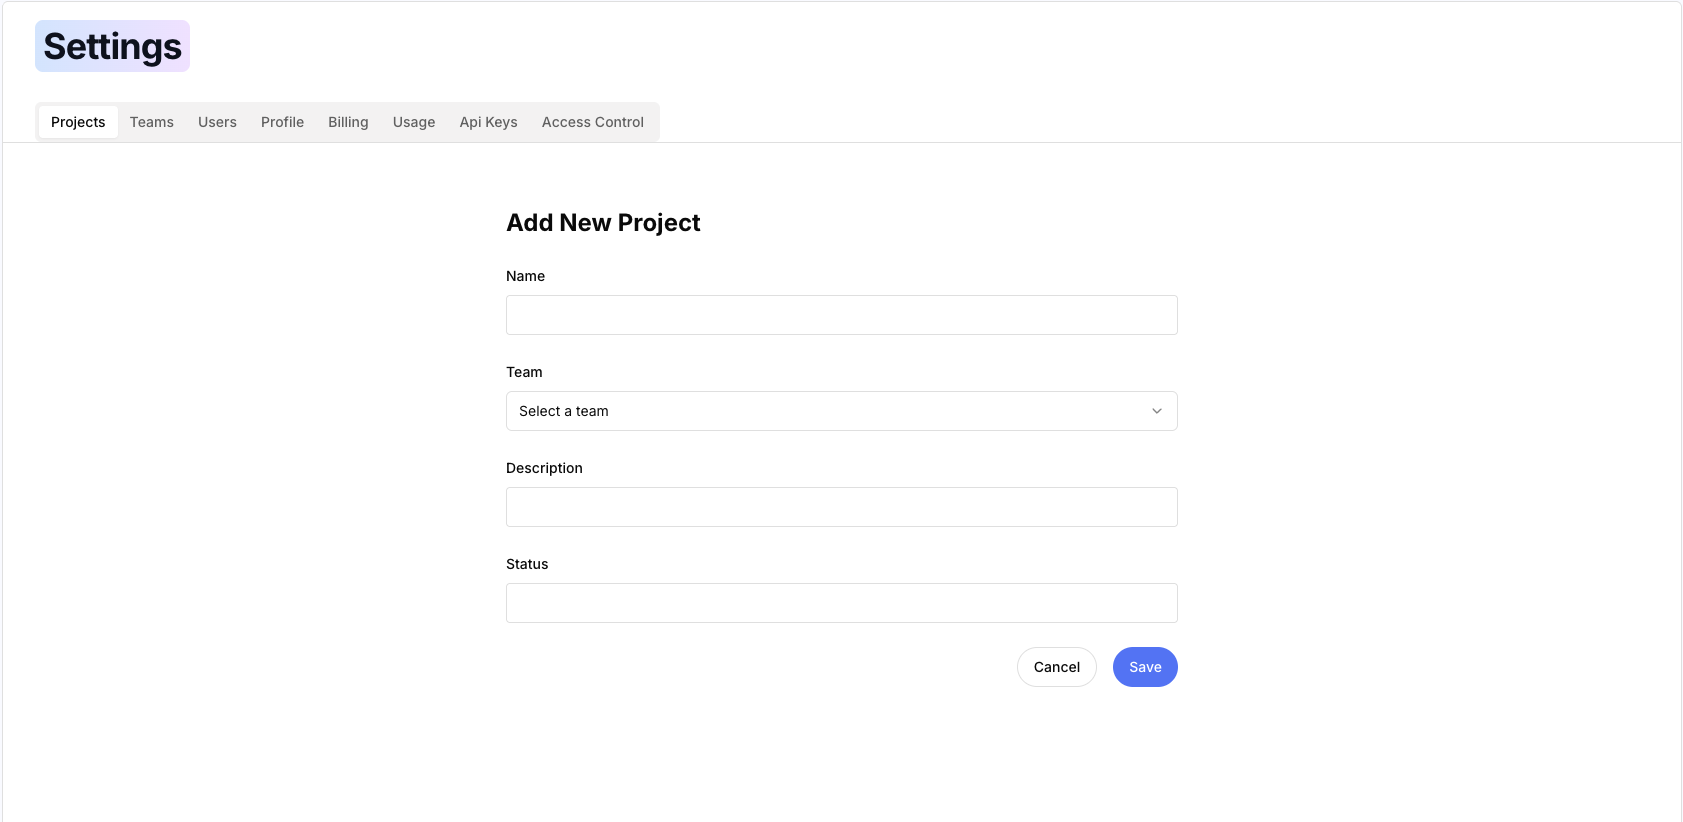 Settings
Projects Teams Users Profile Billing Usage Api Keys Access Control
Add New Project
Name
Team
Select a team
Description
Status
Cancel Save